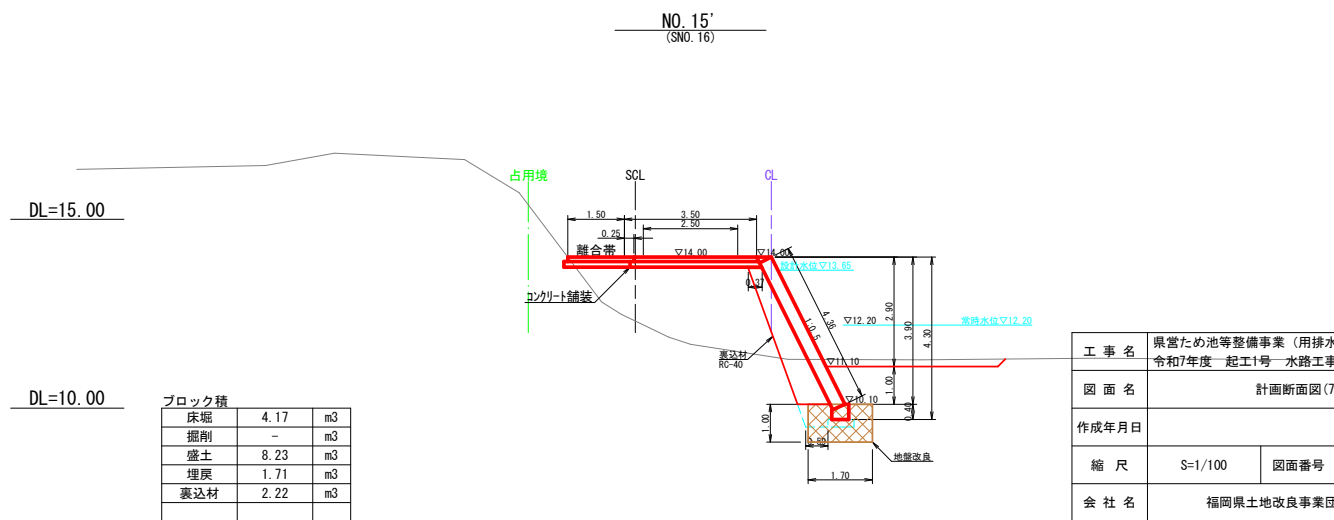 NO. 15'
(SNO. 16)
占用境
SCL
CL
DL=15.00
1.50
3.50
2.50
0.25
離合帯
▽14.00
▽14.00
設計水位▽13.65
コンクリート舗装
0.37
4.36
1:0.5
2.90
3.90
4.30
▽12.20
常時水位▽12.20
裏込材
RC-40
▽11.10
1.00
DL=10.00
▽10.10
0.40
1.00
0.50
地盤改良
1.70
ブロック積
床堀 4.17 m3
掘削 - m3
盛土 8.23 m3
埋戻 1.71 m3
裏込材 2.22 m3
工 事 名 県営ため池等整備事業（用排水
令和7年度 起工1号 水路工事
図 面 名 計画断面図(7
作成年月日
縮 尺 S=1/100 図面番号
会 社 名 福岡県土地改良事業団